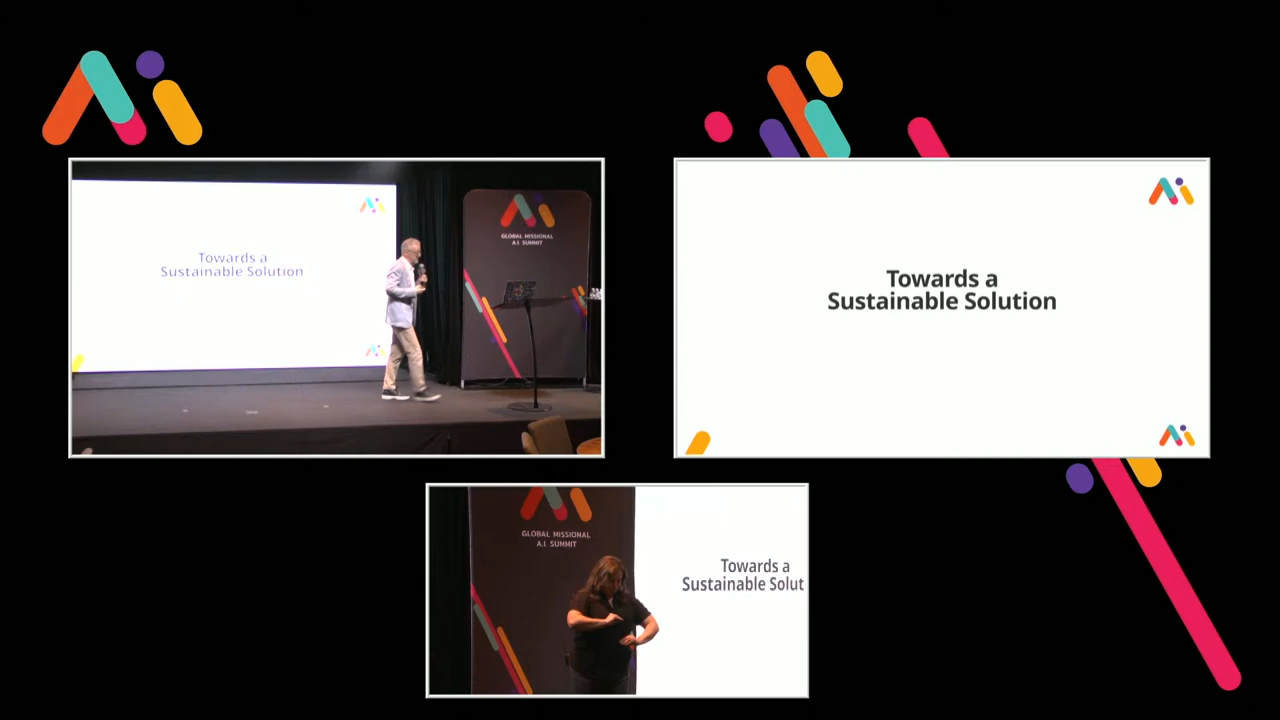 Towards a
Sustainable Solution
GLOBAL MISSIONAL
A.I. SUMMIT
Towards a
Sustainable Solution
GLOBAL MISSIONAL
A.I. SUMMIT
Towards a
Sustainable Solut